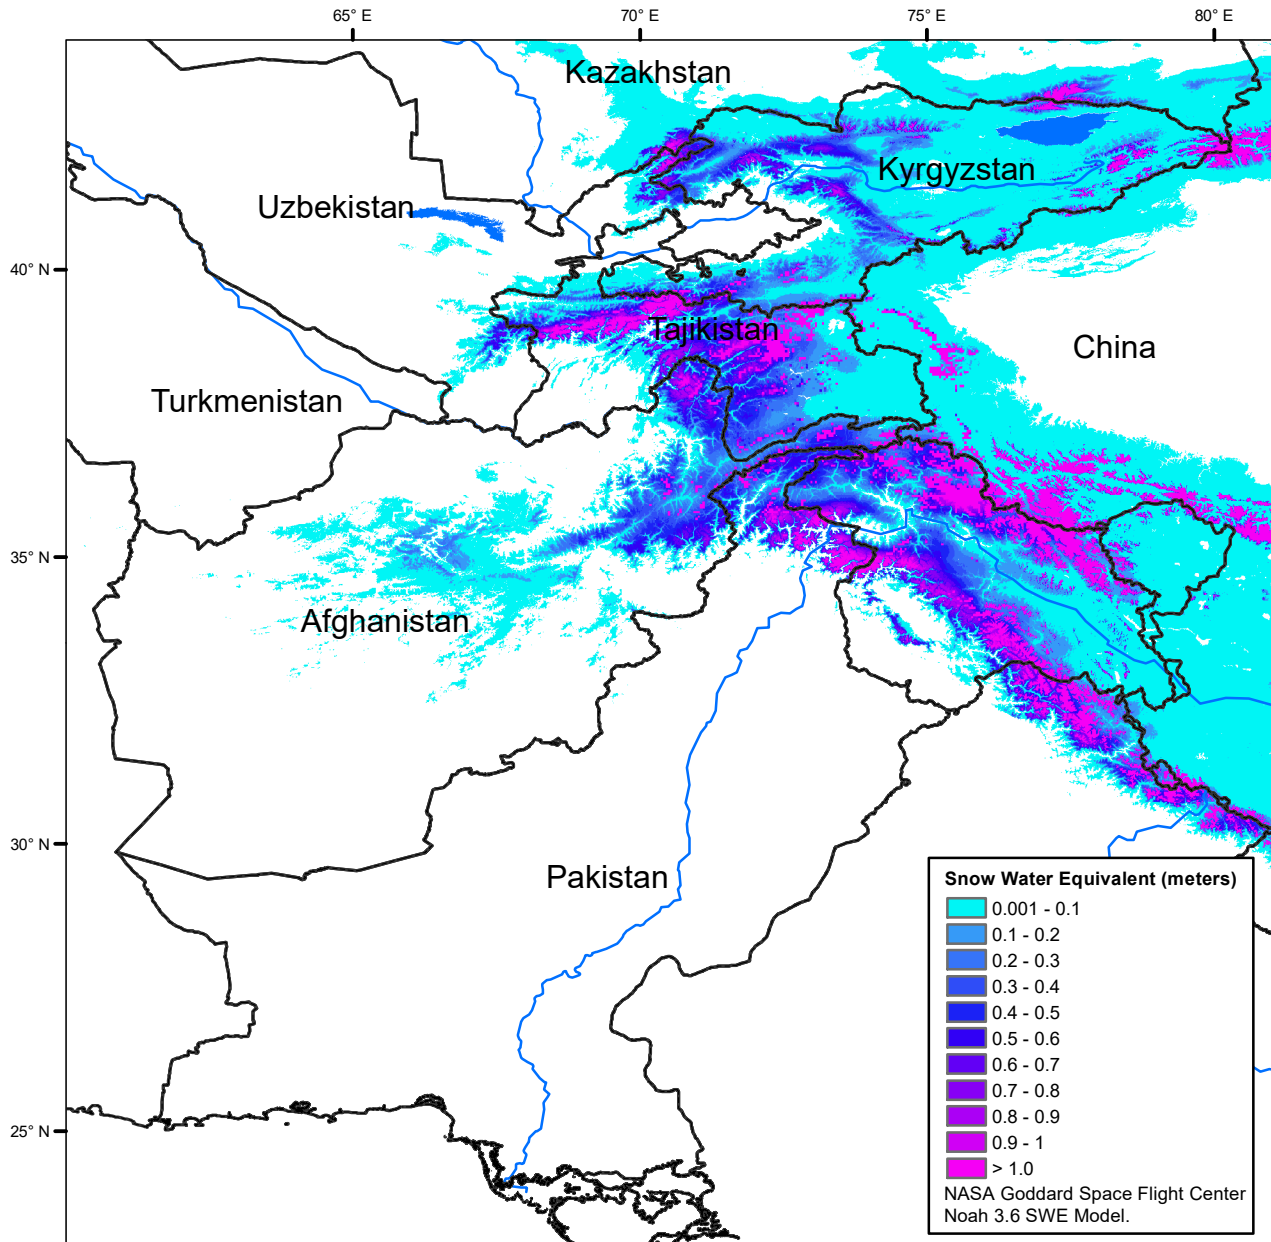 65° E
70° E
75° E
80° E
Kazakhstan
Kyrgyzstan
Uzbekistan
40° N
Tajikistan
China
Turkmenistan
35° N
Afghanistan
30° N
Pakistan
25° N
Snow Water Equivalent (meters)
0.001 - 0.1
0.1 - 0.2
0.2 - 0.3
0.3 - 0.4
0.4 - 0.5
0.5 - 0.6
0.6 - 0.7
0.7 - 0.8
0.8 - 0.9
0.9 - 1
> 1.0
NASA Goddard Space Flight Center
Noah 3.6 SWE Model.